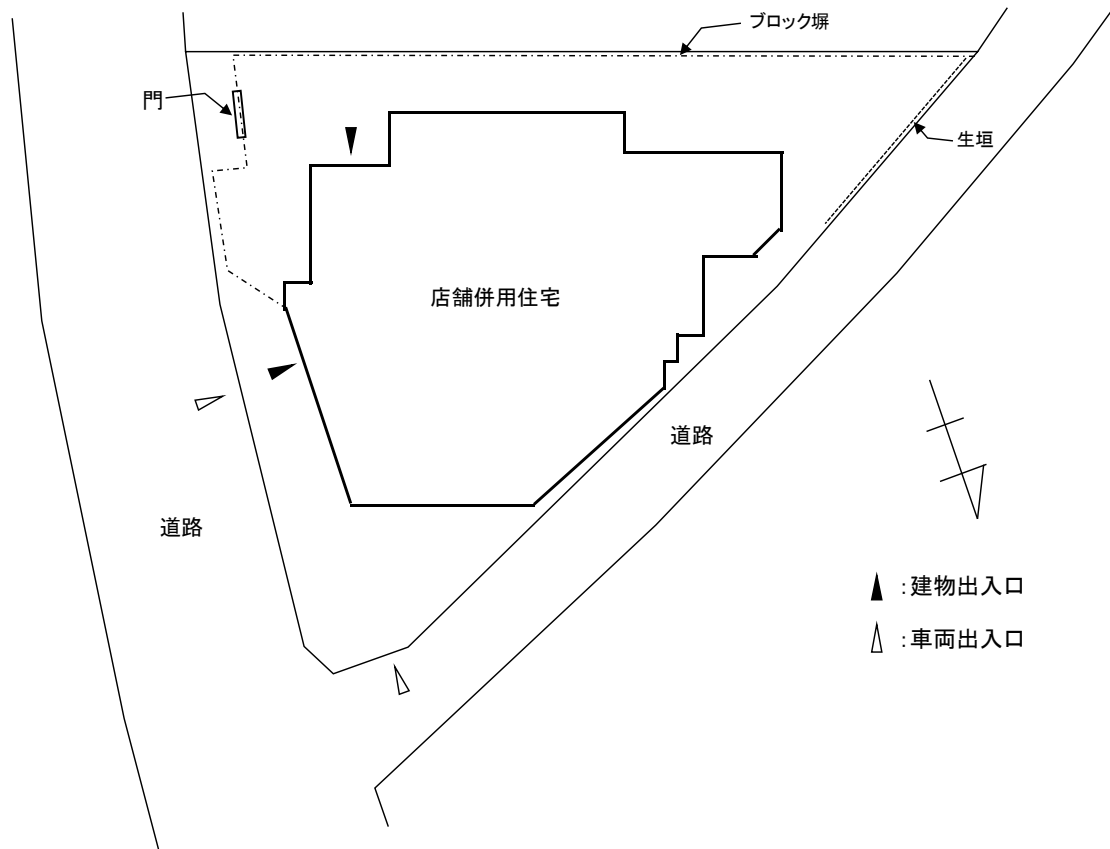 ブロック塀
門
生垣
店舗併用住宅
道路
道路
:建物出入口
:車両出入口